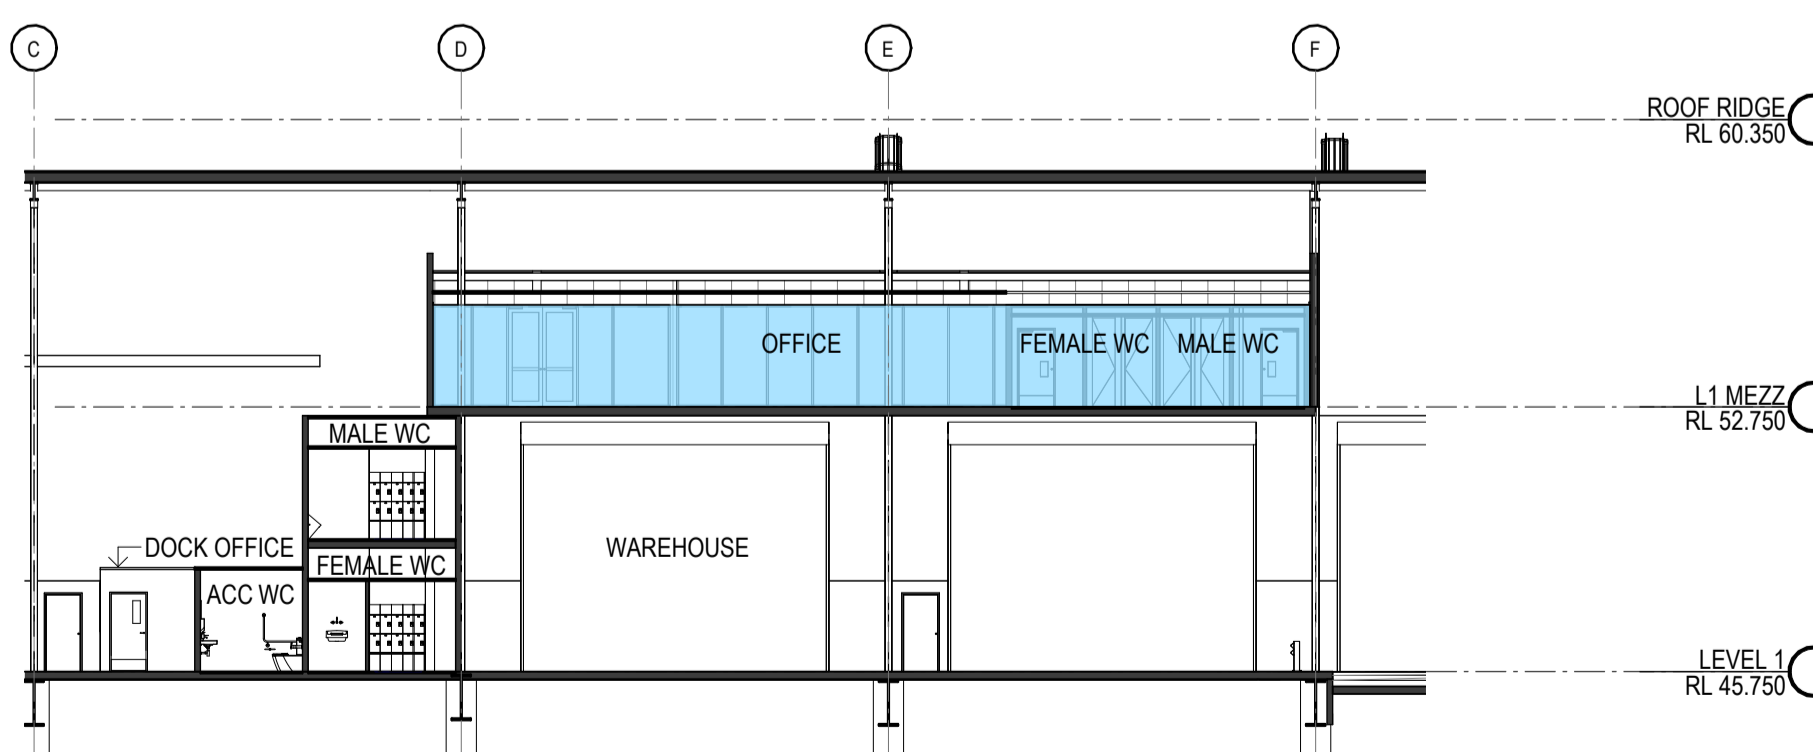 C
D
E
F
ROOF RIDGE
RL 60.350
OFFICE
FEMALE WC
MALE WC
L1 MEZZ
RL 52.750
MALE WC
DOCK OFFICE
WAREHOUSE
FEMALE WC
ACC WC
LEVEL 1
RL 45.750